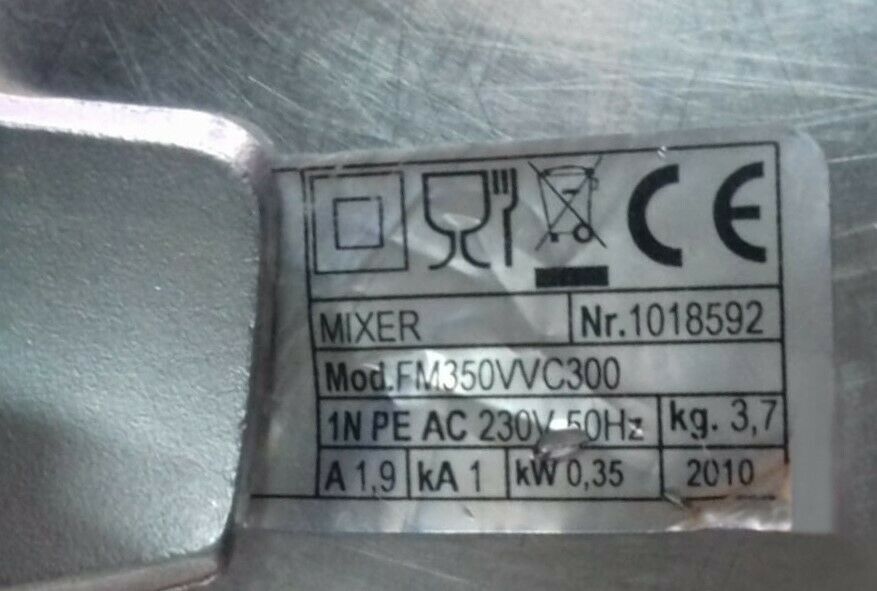 CE
MIXER Nr.1018592
Mod.FM350VVC300
1N PE AC 230V 50Hz kg. 3,7
A 1,9 kA 1 kW 0,35 2010